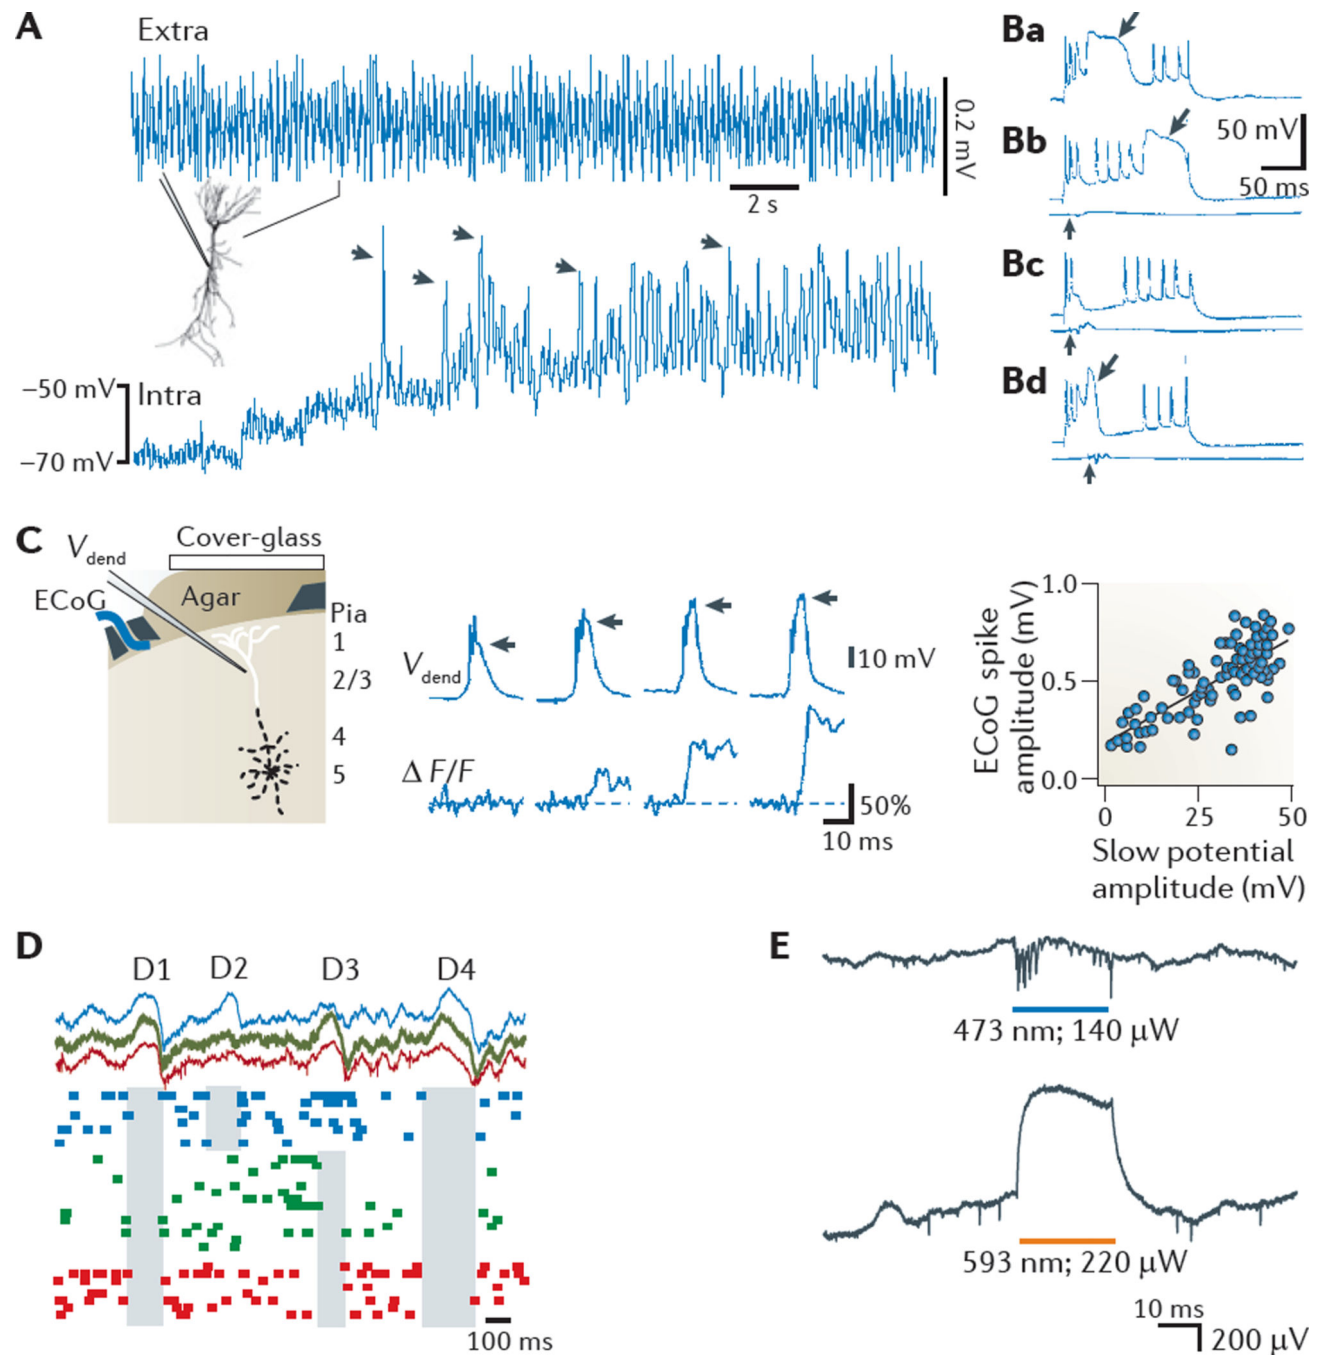 A
Extra
0.2 mV
2 s
−50 mV
Intra
−70 mV
Ba
Bb
50 mV
50 ms
Bc
Bd
C
Vdend
Cover-glass
ECoG
Agar
Pia
1
2/3
4
5
Vdend
10 mV
Δ F/F
50%
10 ms
ECoG spike
amplitude (mV)
1.0
0.5
0.0
0
25
50
Slow potential
amplitude (mV)
D
D1 D2 D3 D4
100 ms
E
473 nm; 140 μW
593 nm; 220 μW
10 ms
200 μV